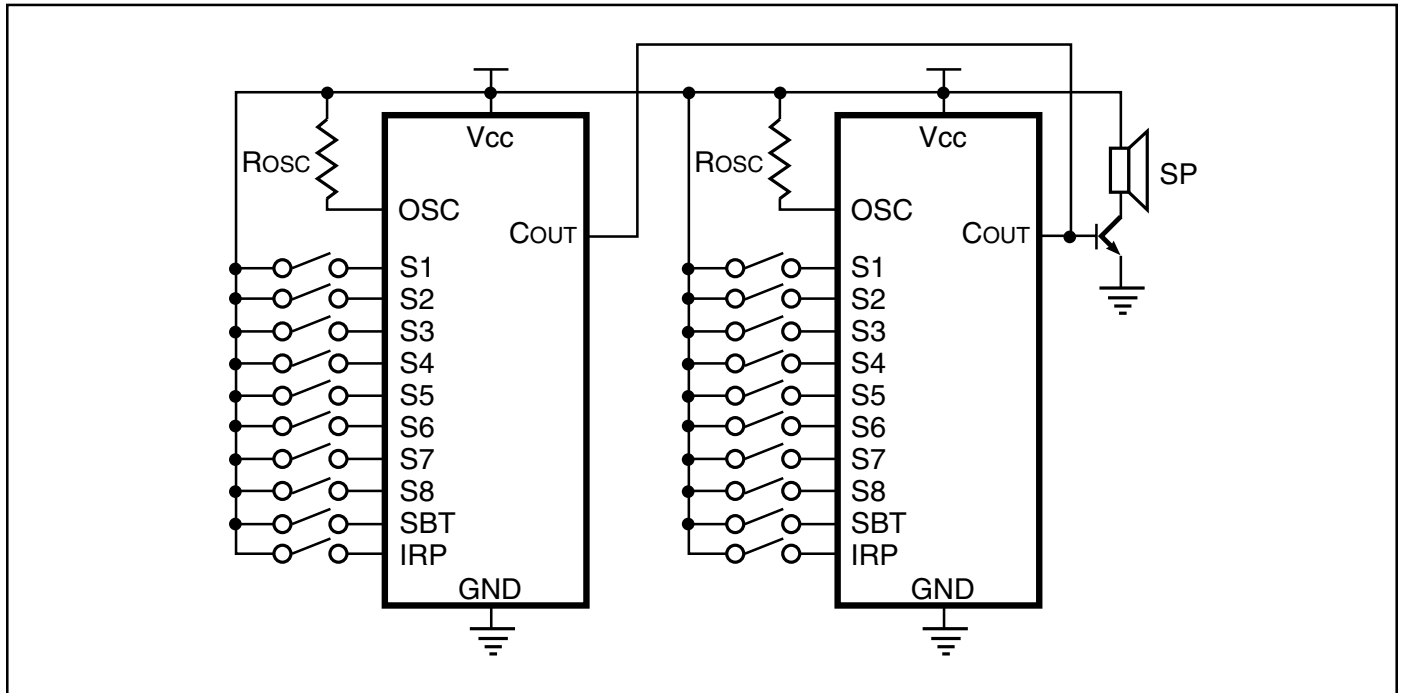 Vcc
ROSC
OSC
COUT
S1
S2
S3
S4
S5
S6
S7
S8
SBT
IRP
GND
Vcc
ROSC
OSC
COUT
S1
S2
S3
S4
S5
S6
S7
S8
SBT
IRP
GND
SP